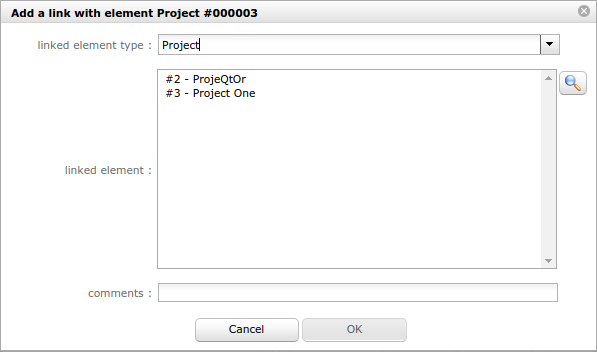 Add a link with element Project #000003
linked element type :
Project
#2 - ProjeQtOr
#3 - Project One
linked element :
comments :
Cancel
OK